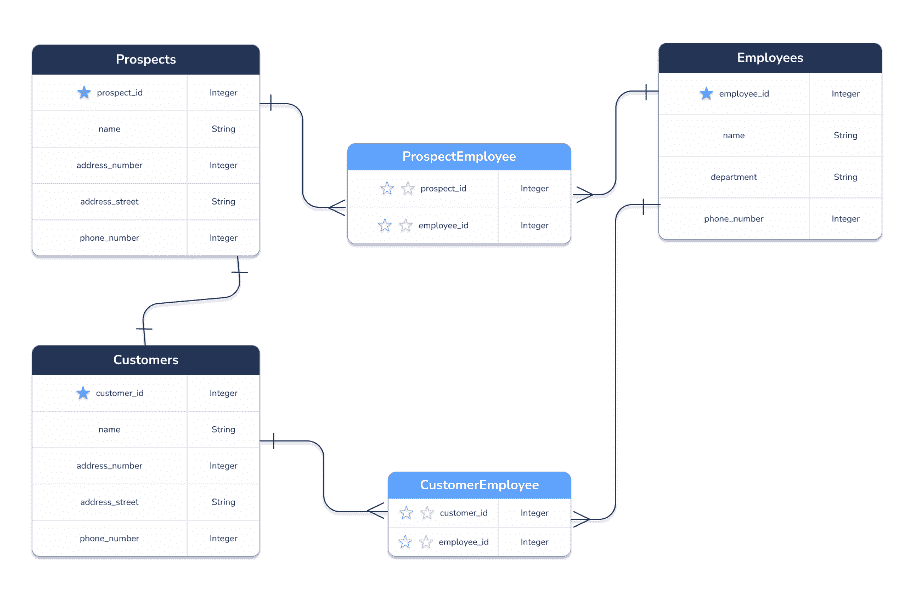 Prospects
prospect_id Integer
name String
address_number Integer
address_street String
phone_number Integer
Employees
employee_id Integer
name String
department String
phone_number Integer
ProspectEmployee
prospect_id Integer
employee_id Integer
Customers
customer_id Integer
name String
address_number Integer
address_street String
phone_number Integer
CustomerEmployee
customer_id Integer
employee_id Integer